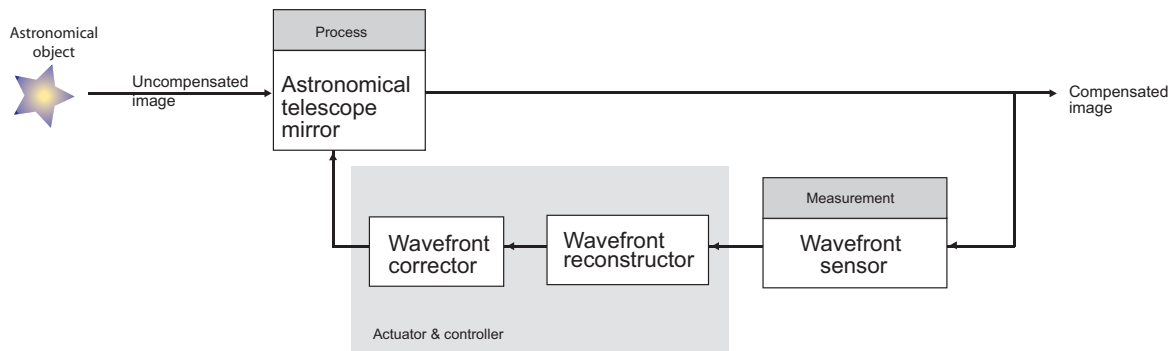 Astronomical
object
Uncompensated
image
Process
Astronomical
telescope
mirror
Compensated
image
Measurement
Wavefront
sensor
Wavefront
reconstructor
Wavefront
corrector
Actuator & controller